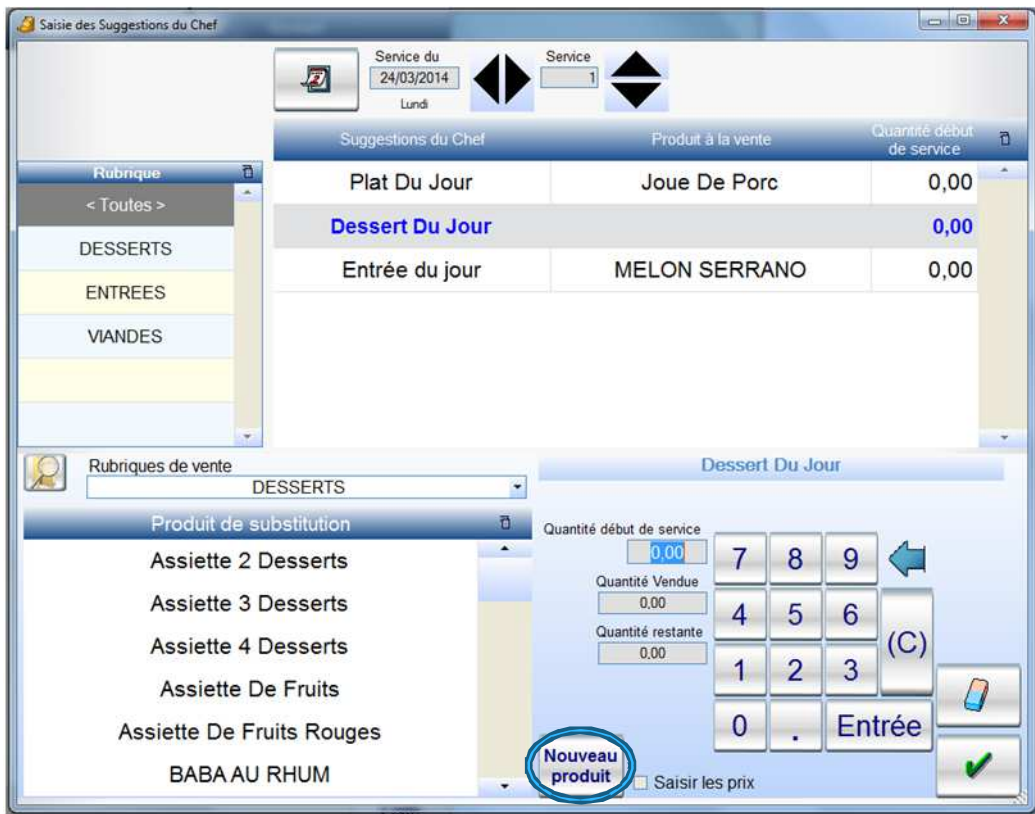 Saisie des Suggestions du Chef
Service du
24/03/2014
Lundi
Service
1
Suggestions du Chef Produit à la vente Quantité début de service
Plat Du Jour Joue De Porc 0,00
Dessert Du Jour 0,00
Entrée du jour MELON SERRANO 0,00
Rubrique
< Toutes >
DESSERTS
ENTREES
VIANDES
Rubriques de vente
DESSERTS
Produit de substitution
Assiette 2 Desserts
Assiette 3 Desserts
Assiette 4 Desserts
Assiette De Fruits
Assiette De Fruits Rouges
BABA AU RHUM
Dessert Du Jour
Quantité début de service
0,00
Quantité Vendue
0,00
Quantité restante
0,00
7 8 9
4 5 6 (C)
1 2 3
0 . Entrée
Nouveau
produit
Saisir les prix